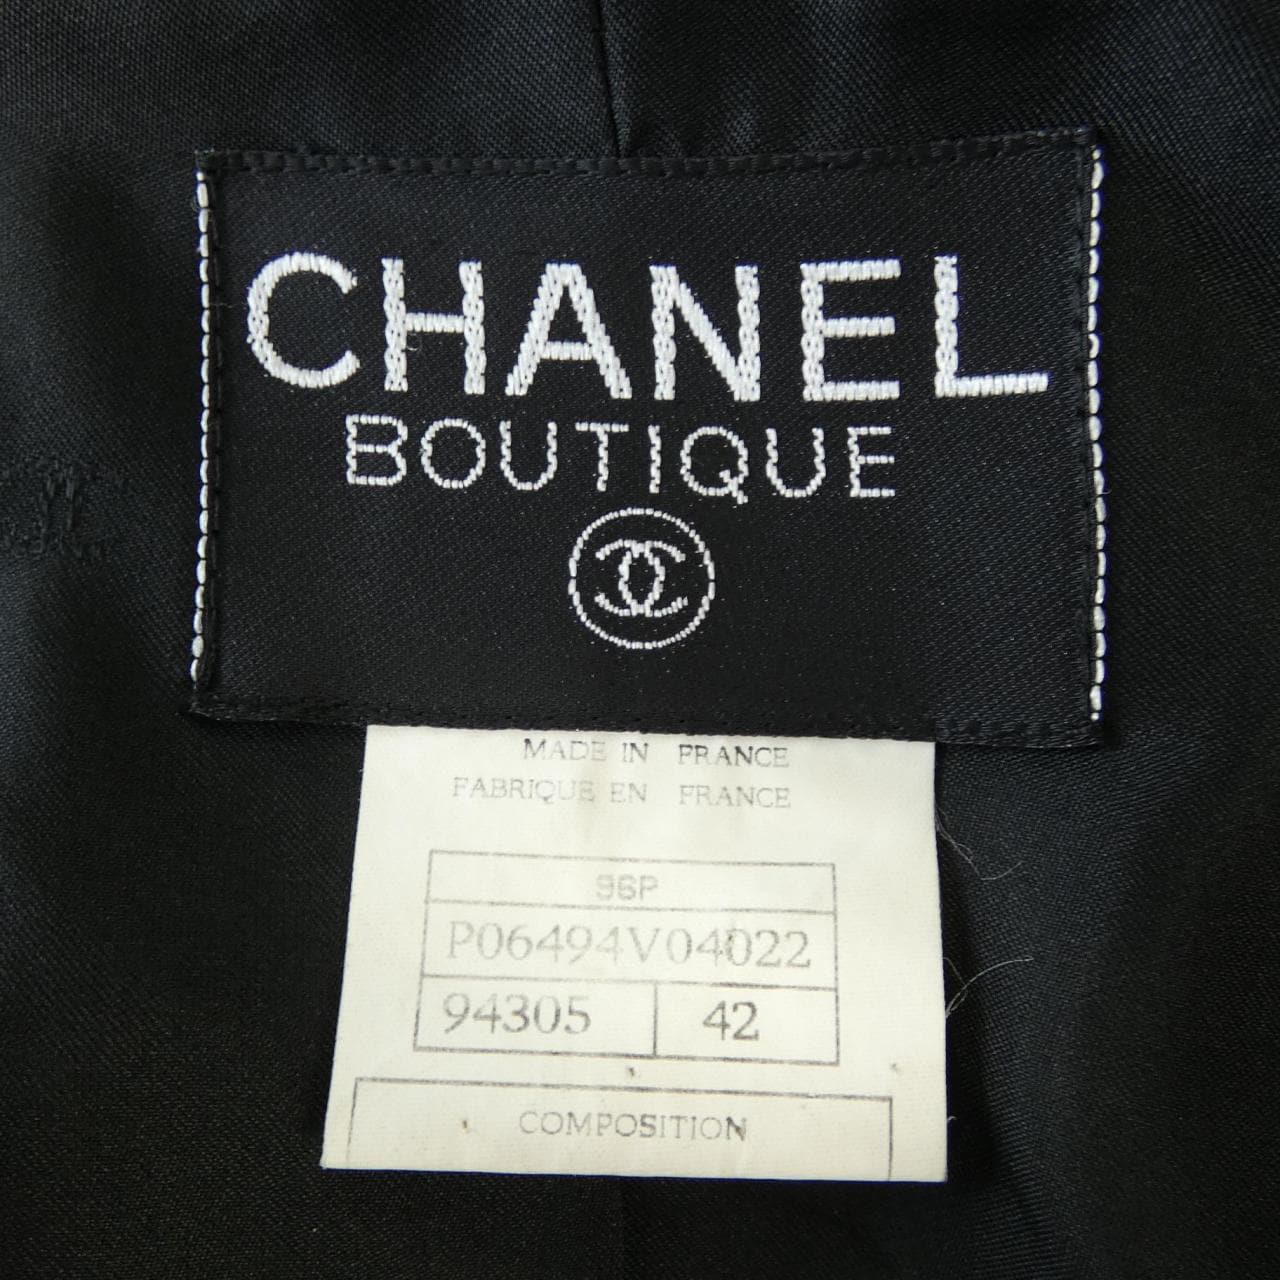 CHANEL
BOUTIQUE
MADE IN FRANCE
FABRIQUE EN FRANCE
96P
P06494V04022
94305 42
COMPOSITION